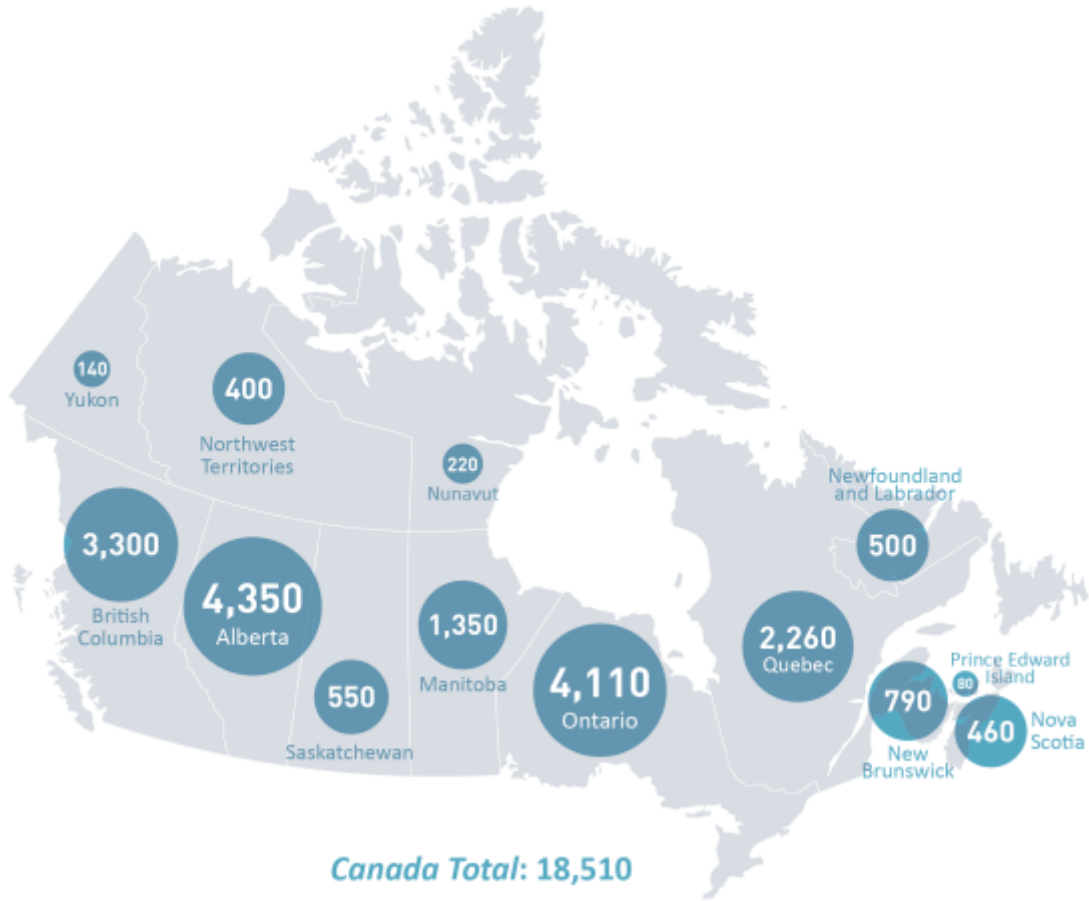 140
Yukon
400
Northwest
Territories
220
Nunavut
Newfoundland
and Labrador
500
3,300
British
Columbia
4,350
Alberta
550
Saskatchewan
1,350
Manitoba
4,110
Ontario
2,260
Quebec
Prince Edward
Island
80
790
New
Brunswick
460
Nova
Scotia
Canada Total: 18,510